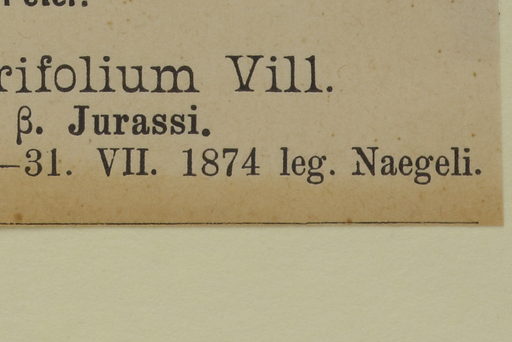 rifolium Vill.
β. Jurassi.
–31. VII. 1874 leg. Naegeli.